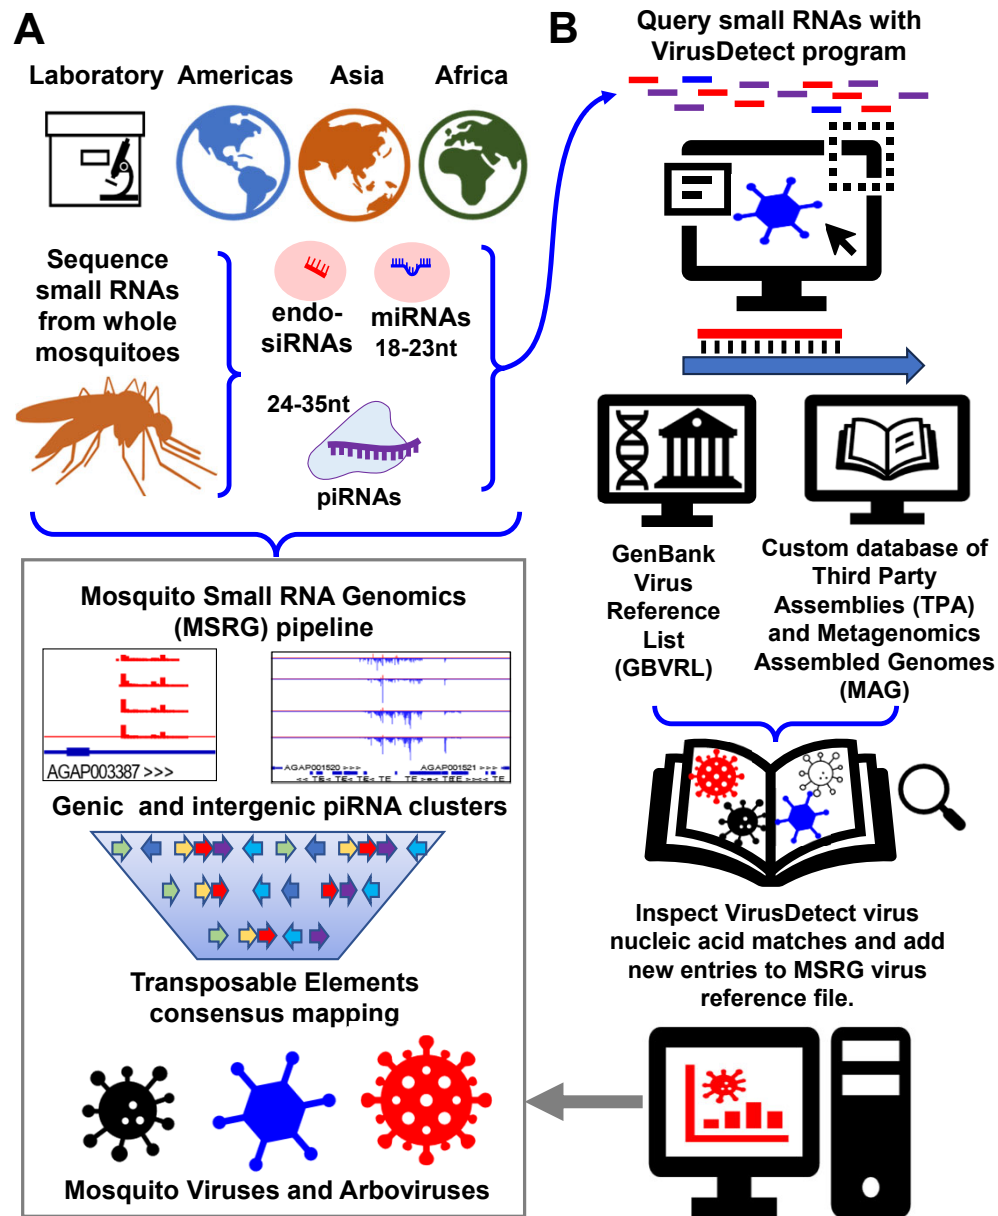 A
Laboratory Americas Asia Africa
Sequence
small RNAs
from whole
mosquitoes
endo-
siRNAs
miRNAs
18-23nt
24-35nt
piRNAs
Mosquito Small RNA Genomics
(MSRG) pipeline
AGAP003387 >>>
AGAP001520 >>>
AGAP001521 >>>
Genic and intergenic piRNA clusters
Transposable Elements
consensus mapping
Mosquito Viruses and Arboviruses
B
Query small RNAs with
VirusDetect program
GenBank
Virus
Reference
List
(GBVRL)
Custom database of
Third Party
Assemblies (TPA)
and Metagenomics
Assembled Genomes
(MAG)
Inspect VirusDetect virus
nucleic acid matches and add
new entries to MSRG virus
reference file.